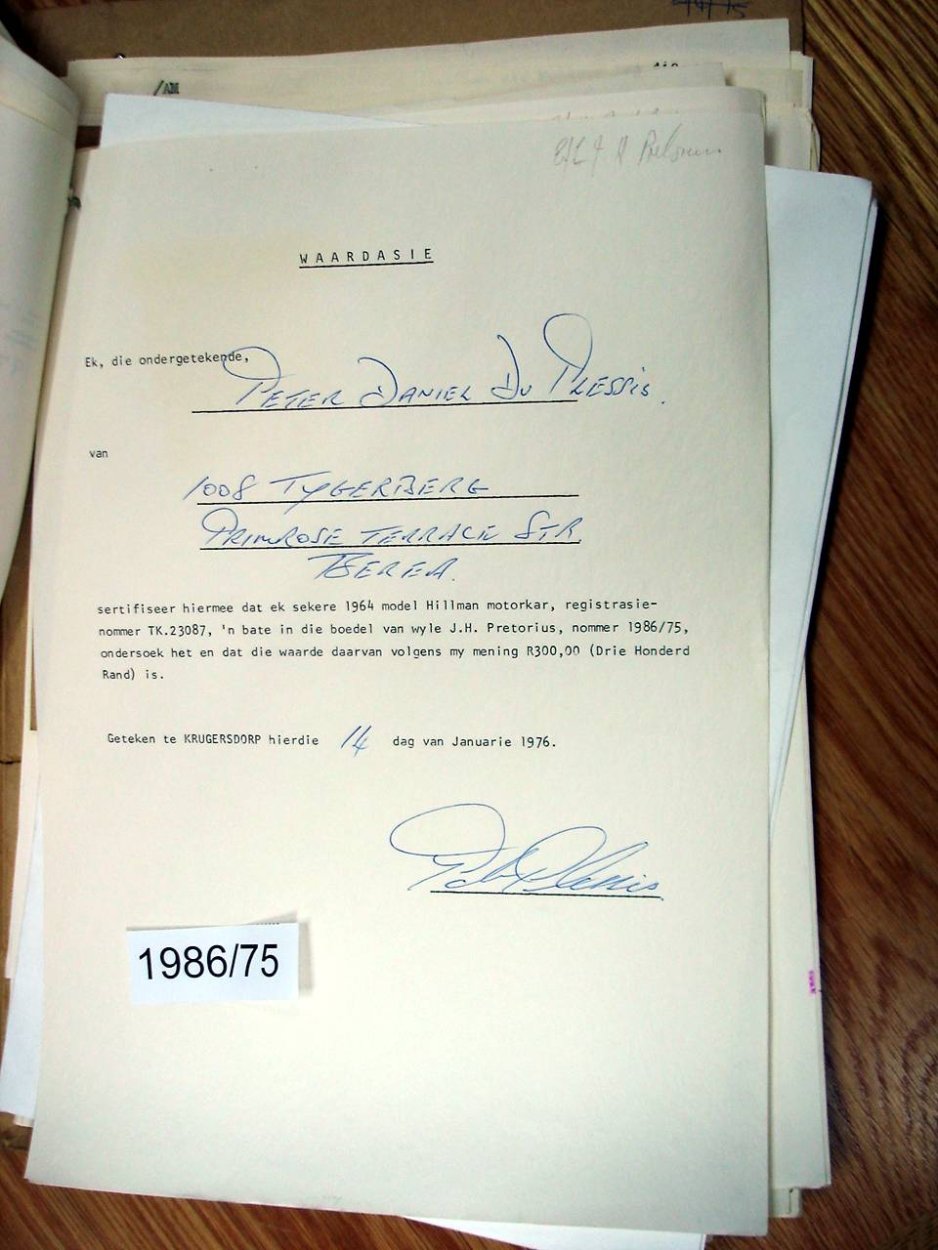 /AM
WAARDASIE
Ek, die ondergetekende,
PETER DANIEL DU PLESSIS.
van
1008 TYGERBERG
PRIMROSE TERRACE STR
BEREA.
sertifiseer hiermee dat ek sekere 1964 model Hillman motorkar, registrasie-
nommer TK.23087, 'n bate in die boedel van wyle J.H. Pretorius, nommer 1986/75,
ondersoek het en dat die waarde daarvan volgens my mening R300,00 (Drie Honderd
Rand) is.
Geteken te KRUGERSDORP hierdie 14 dag van Januarie 1976.
1986/75